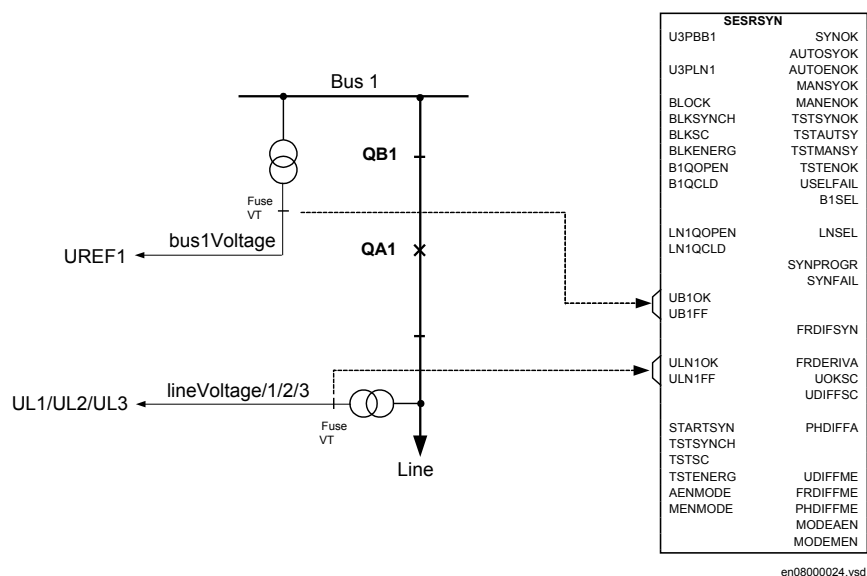 SESRSYN
U3PBB1 SYNOK
AUTOSYOK
U3PLN1 AUTOENOK
MANSYOK
BLOCK MANENOK
BLKSYNCH TSTSYNOK
BLKSC TSTAUTSY
BLKENERG TSTMANSY
B1QOPEN TSTENOK
B1QCLD USELFAIL
B1SEL
LN1QOPEN LNSEL
LN1QCLD
SYNPROGR
SYNFAIL
UB1OK
UB1FF
FRDIFSYN
ULN1OK FRDERIVA
ULN1FF UOKSC
UDIFFSC
STARTSYN PHDIFFA
TSTSYNCH
TSTSC
TSTENERG UDIFFME
AENMODE FRDIFFME
MENMODE PHDIFFME
MODEAEN
MODEMEN
Bus 1
QB1
Fuse
VT
bus1Voltage
UREF1
QA1
lineVoltage/1/2/3
UL1/UL2/UL3
Fuse
VT
Line
en08000024.vsd